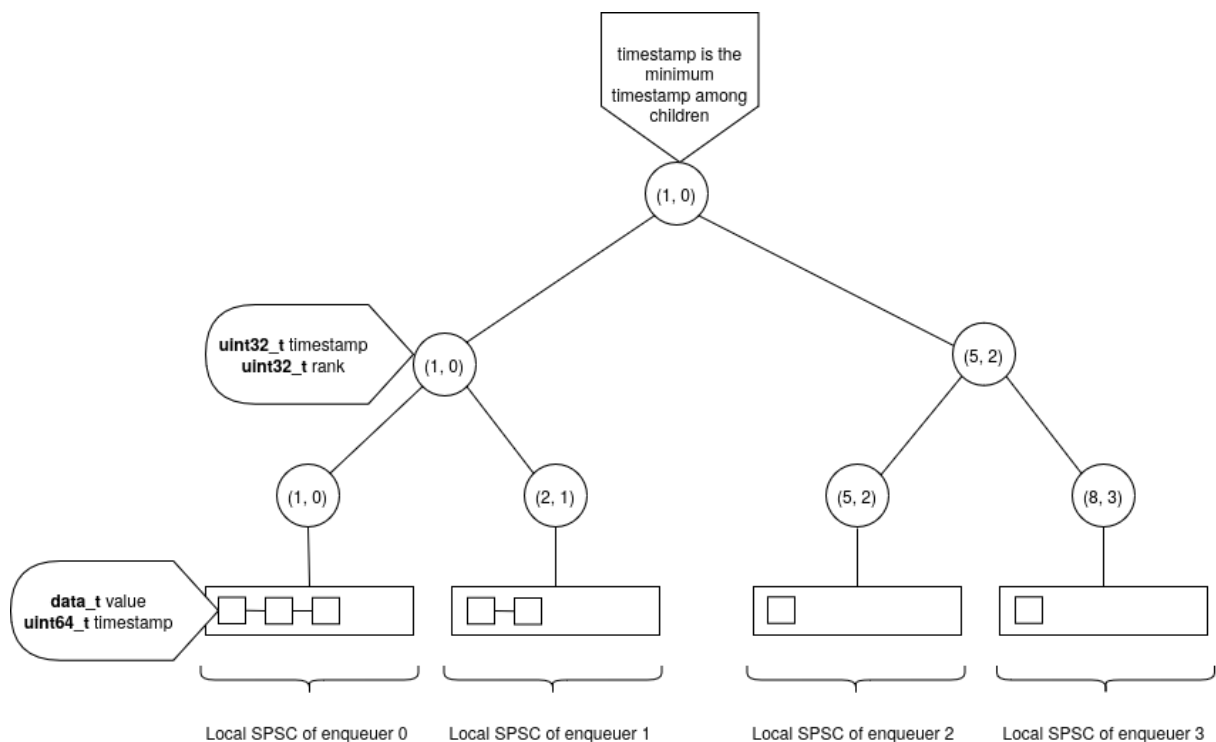 timestamp is the
minimum
timestamp among
children
(1, 0)
uint32_t timestamp
uint32_t rank
(1, 0)
(5, 2)
(1, 0)
(2, 1)
(5, 2)
(8, 3)
data_t value
uint64_t timestamp
Local SPSC of enqueuer 0
Local SPSC of enqueuer 1
Local SPSC of enqueuer 2
Local SPSC of enqueuer 3